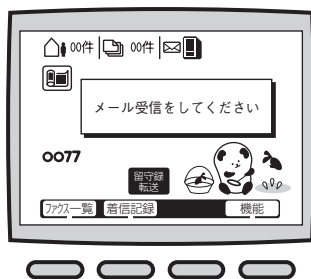 00件 00件
メール受信をしてください
0077
留守録
転送
ファクス一覧 着信記録 機能